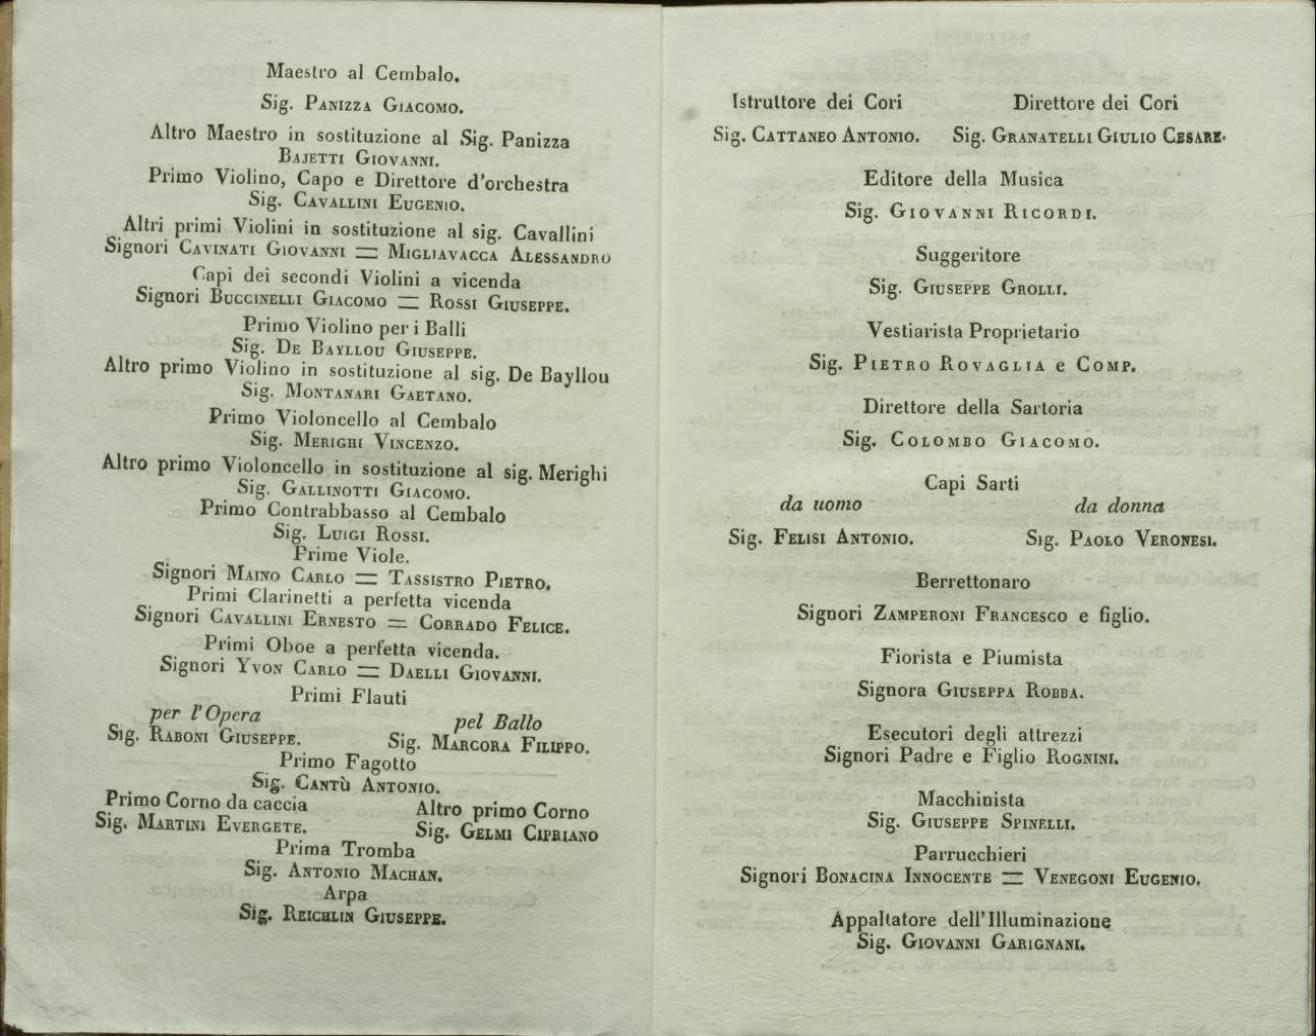 Maestro al Cembalo.
Sig. PANIZZA GIACOMO.
Altro Maestro in sostituzione al Sig. Panizza
BAJETTI GIOVANNI.
Primo Violino, Capo e Direttore d'orchestra
Sig. CAVALLINI EUGENIO.
Altri primi Violini in sostituzione al sig. Cavallini
Signori CAVINATI GIOVANNI = MIGLIAVACCA ALESSANDRO
Capi dei secondi Violini a vicenda
Signori BUCCINELLI GIACOMO = ROSSI GIUSEPPE.
Primo Violino per i Balli
Sig. DE BAYLLOU GIUSEPPE.
Altro primo Violino in sostituzione al sig. De Bayllou
Sig. MONTANARI GAETANO.
Primo Violoncello al Cembalo
Sig. MERIGHI VINCENZO.
Altro primo Violoncello in sostituzione al sig. Merighi
Sig. GALLINOTTI GIACOMO.
Primo Contrabbasso al Cembalo
Sig. LUIGI ROSSI.
Prime Viole.
Signori MAINO CARLO = TASSISTRO PIETRO.
Primi Clarinetti a perfetta vicenda
Signori CAVALLINI ERNESTO = CORRADO FELICE.
Primi Oboe a perfetta vicenda.
Signori YVON CARLO = DAELLI GIOVANNI.
Primi Flauti
per l'Opera pel Ballo
Sig. RABONI GIUSEPPE. Sig. MARCORA FILIPPO.
Primo Fagotto
Sig. CANTÙ ANTONIO.
Primo Corno da caccia Altro primo Corno
Sig. MARTINI EVERGETE. Sig. GELMI CIPRIANO
Prima Tromba
Sig. ANTONIO MACHAN.
Arpa
Sig. REICHLIN GIUSEPPE.
Istruttore dei Cori Direttore dei Cori
Sig. CATTANEO ANTONIO. Sig. GRANATELLI GIULIO CESARE.
Editore della Musica
Sig. GIOVANNI RICORDI.
Suggeritore
Sig. GIUSEPPE GROLLI.
Vestiarista Proprietario
Sig. PIETRO ROVAGLIA e COMP.
Direttore della Sartoria
Sig. COLOMBO GIACOMO.
Capi Sarti
da uomo da donna
Sig. FELISI ANTONIO. Sig. PAOLO VERONESI.
Berrettonaro
Signori ZAMPERONI FRANCESCO e figlio.
Fiorista e Piumista
Signora GIUSEPPA ROBBA.
Esecutori degli attrezzi
Signori Padre e Figlio ROGNINI.
Macchinista
Sig. GIUSEPPE SPINELLI.
Parrucchieri
Signori BONACINA INNOCENTE = VENEGONI EUGENIO.
Appaltatore dell'Illuminazione
Sig. GIOVANNI GARIGNANI.